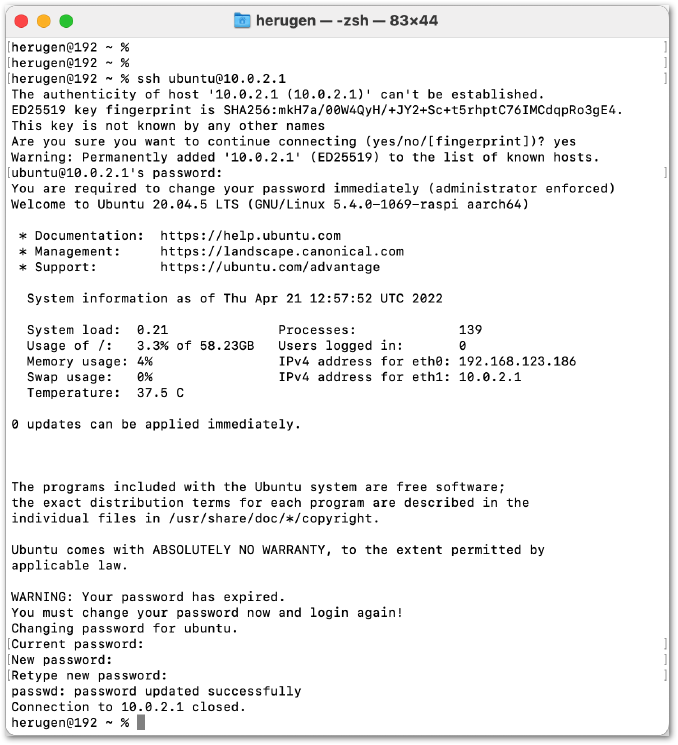 herugen — -zsh — 83×44
[herugen@192 ~ % ]
[herugen@192 ~ % ]
[herugen@192 ~ % ssh ubuntu@10.0.2.1 ]
The authenticity of host '10.0.2.1 (10.0.2.1)' can't be established.
ED25519 key fingerprint is SHA256:mkH7a/00W4QyH/+JY2+Sc+t5rhptC76IMCdqpRo3gE4.
This key is not known by any other names
Are you sure you want to continue connecting (yes/no/[fingerprint])? yes
Warning: Permanently added '10.0.2.1' (ED25519) to the list of known hosts.
[ubuntu@10.0.2.1's password: ]
You are required to change your password immediately (administrator enforced)
Welcome to Ubuntu 20.04.5 LTS (GNU/Linux 5.4.0-1069-raspi aarch64)
* Documentation: https://help.ubuntu.com
* Management: https://landscape.canonical.com
* Support: https://ubuntu.com/advantage
System information as of Thu Apr 21 12:57:52 UTC 2022
System load: 0.21 Processes: 139
Usage of /: 3.3% of 58.23GB Users logged in: 0
Memory usage: 4% IPv4 address for eth0: 192.168.123.186
Swap usage: 0% IPv4 address for eth1: 10.0.2.1
Temperature: 37.5 C
0 updates can be applied immediately.
The programs included with the Ubuntu system are free software;
the exact distribution terms for each program are described in the
individual files in /usr/share/doc/*/copyright.
Ubuntu comes with ABSOLUTELY NO WARRANTY, to the extent permitted by
applicable law.
WARNING: Your password has expired.
You must change your password now and login again!
Changing password for ubuntu.
[Current password: ]
[New password: ]
[Retype new password: ]
passwd: password updated successfully
Connection to 10.0.2.1 closed.
herugen@192 ~ %